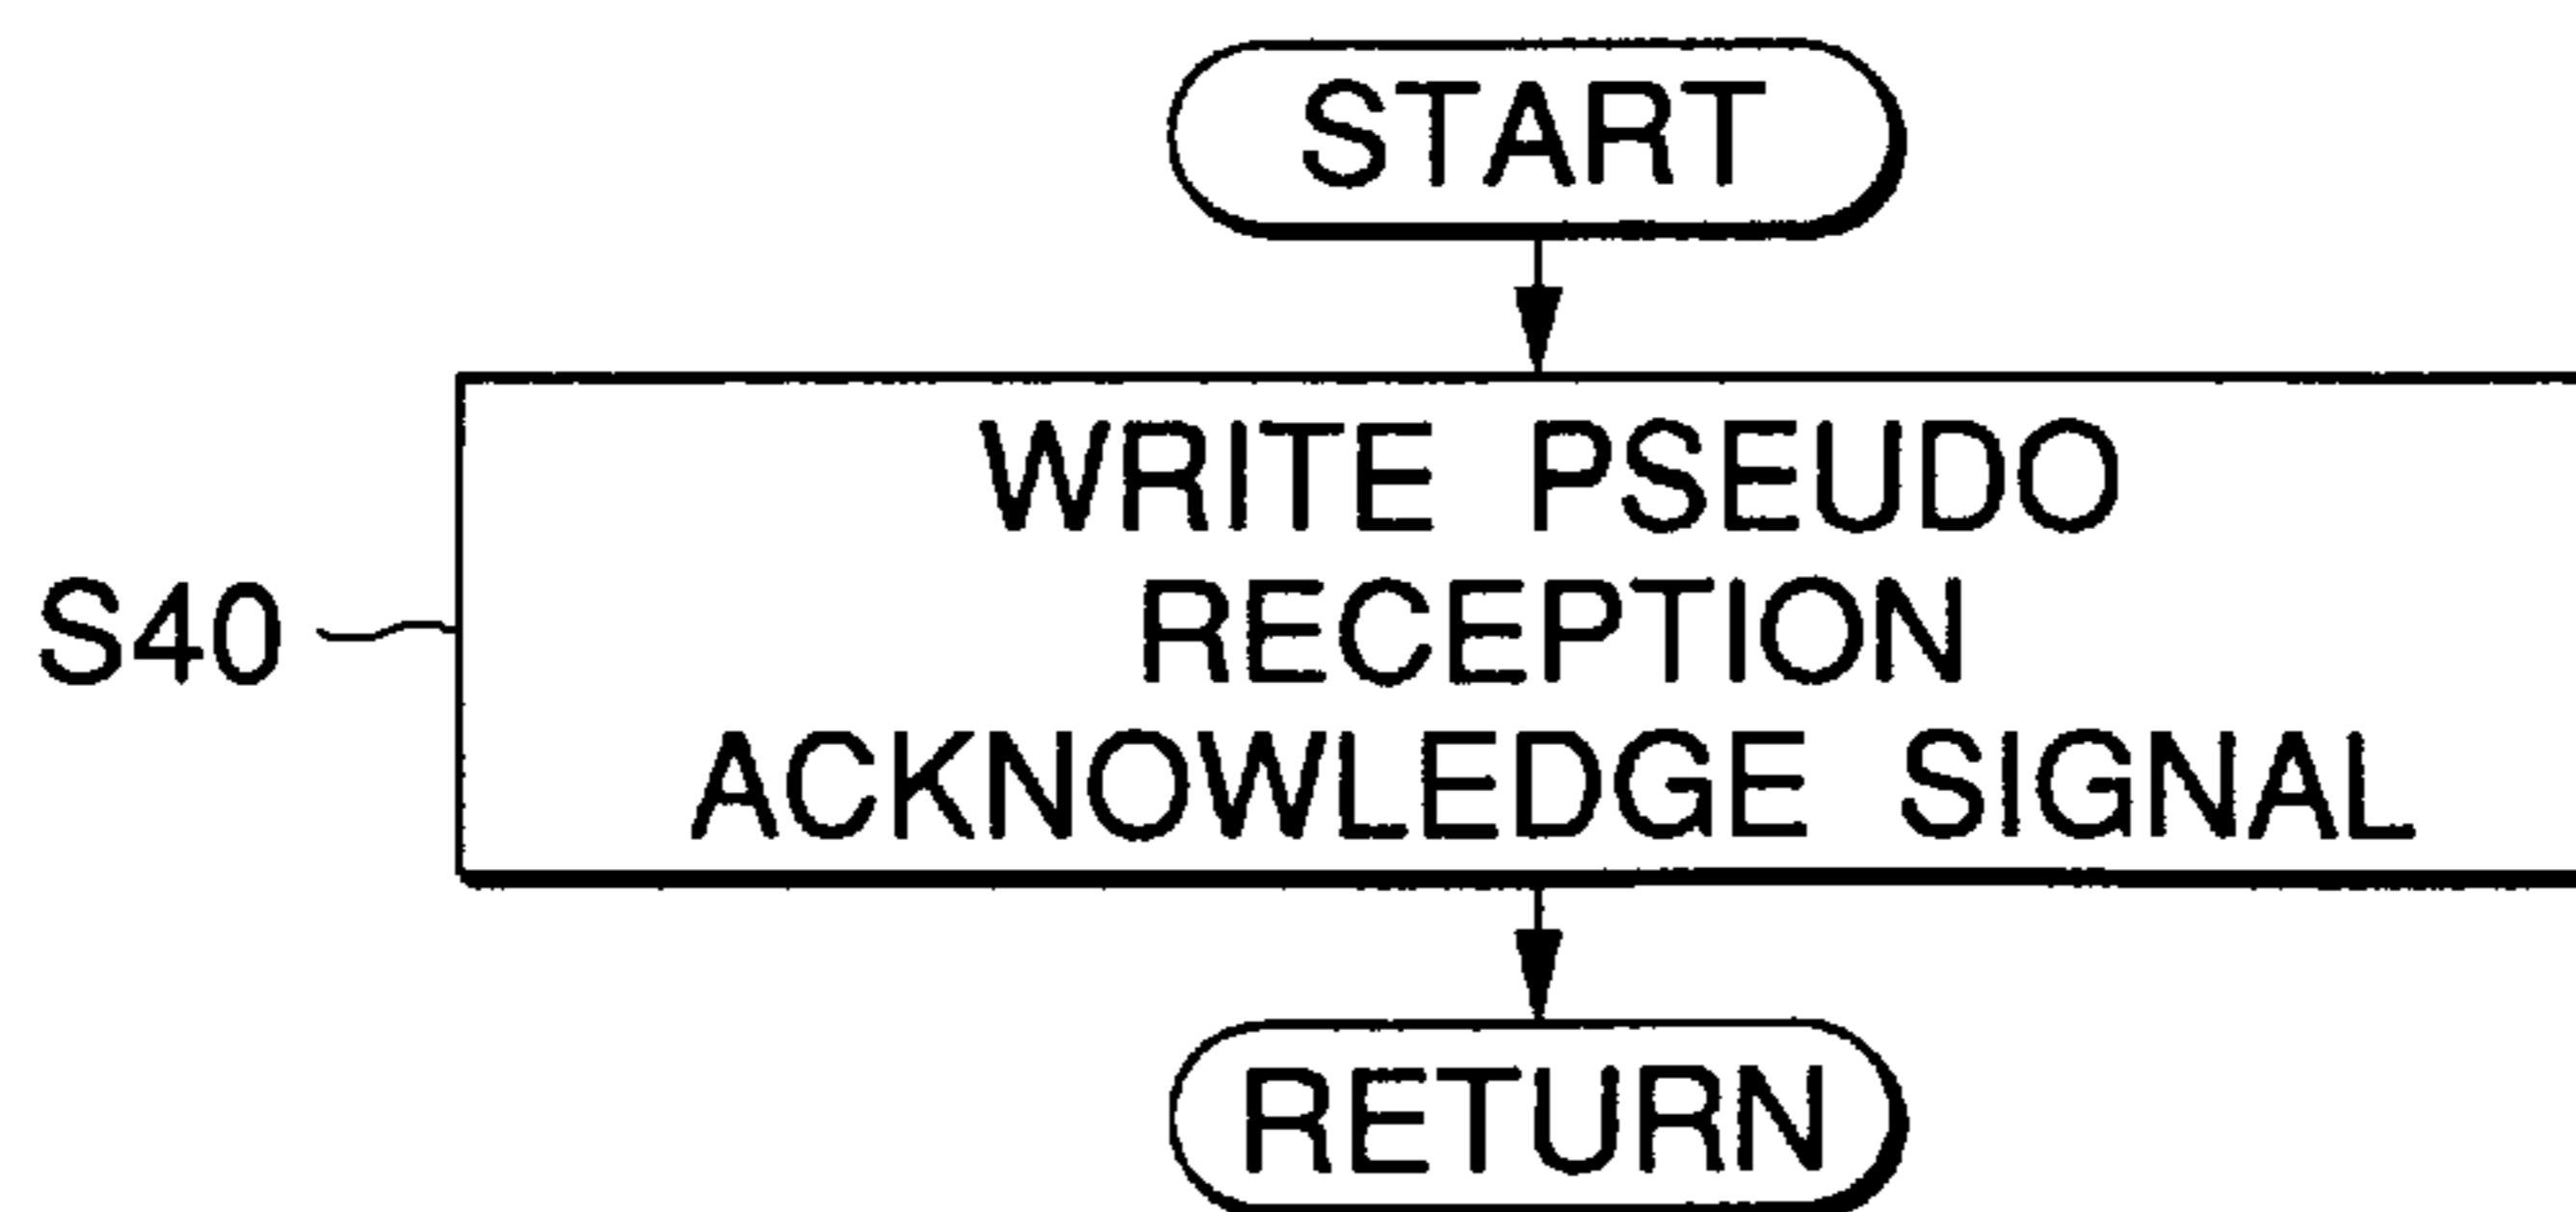 START
WRITE PSEUDO
RECEPTION
S40
ACKNOWLEDGE SIGNAL
RETURN